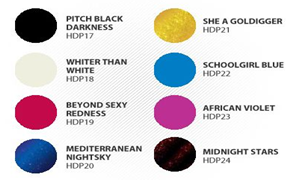 PITCH BLACK
DARKNESS
HDP17
WHITER THAN
WHITE
HDP18
BEYOND SEXY
REDNESS
HDP19
MEDITERRANEAN
NIGHTSKY
HDP20
SHE A GOLDIGGER
HDP21
SCHOOLGIRL BLUE
HDP22
AFRICAN VIOLET
HDP23
MIDNIGHT STARS
HDP24